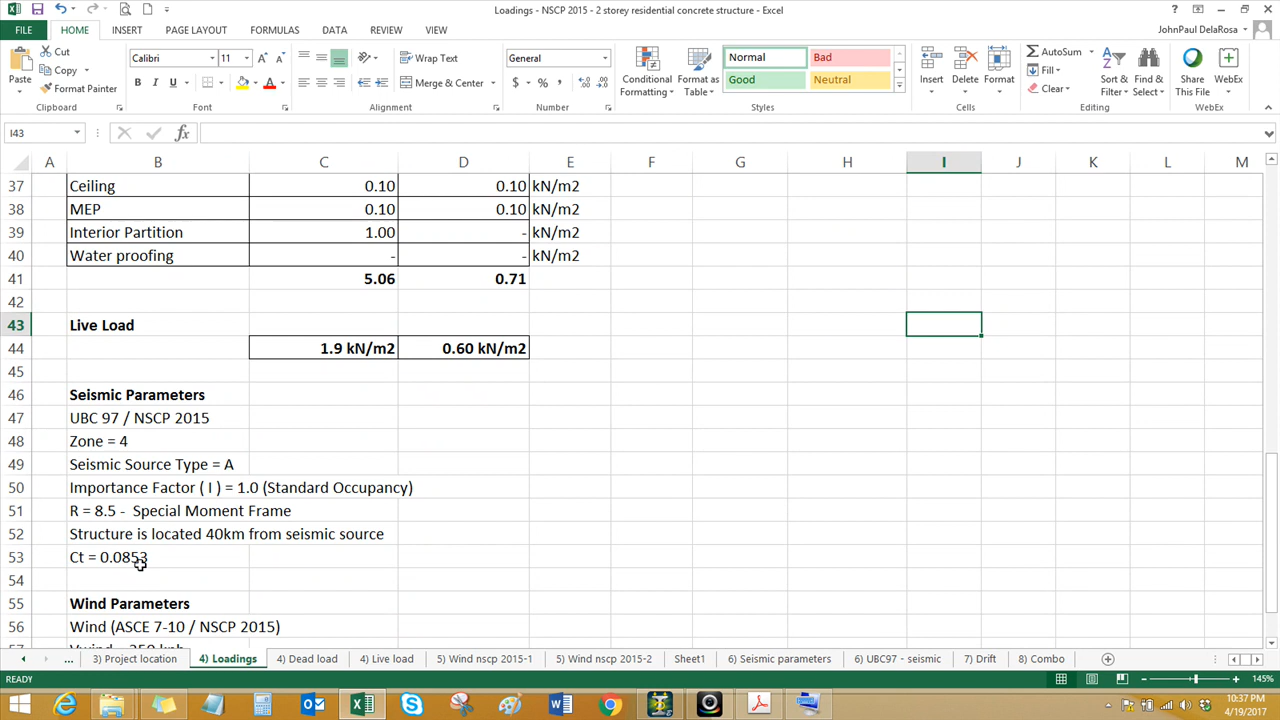 Loadings - NSCP 2015 - 2 storey residential concrete structure - Excel
FILE HOME INSERT PAGE LAYOUT FORMULAS DATA REVIEW VIEW JohnPaul DelaRosa
Paste Cut Copy Format Painter Clipboard
Calibri 11 B I U A Font
Wrap Text Merge & Center Alignment
General $ % , Number
Conditional Formatting Format as Table Normal Bad Good Neutral Styles
Insert Delete Format Cells
AutoSum Fill Clear Sort & Filter Find & Select Editing
Share This File WebEx WebEx
I43 fx
A B C D E F G H I J K L M
37 Ceiling 0.10 0.10 kN/m2
38 MEP 0.10 0.10 kN/m2
39 Interior Partition 1.00 - kN/m2
40 Water proofing - - kN/m2
41 5.06 0.71
42
43 Live Load
44 1.9 kN/m2 0.60 kN/m2
45
46 Seismic Parameters
47 UBC 97 / NSCP 2015
48 Zone = 4
49 Seismic Source Type = A
50 Importance Factor ( I ) = 1.0 (Standard Occupancy)
51 R = 8.5 - Special Moment Frame
52 Structure is located 40km from seismic source
53 Ct = 0.0853
54
55 Wind Parameters
56 Wind (ASCE 7-10 / NSCP 2015)
... 3) Project location 4) Loadings 4) Dead load 4) Live load 5) Wind nscp 2015-1 5) Wind nscp 2015-2 Sheet1 6) Seismic parameters 6) UBC97 - seismic 7) Drift 8) Combo
READY 145%
10:37 PM
4/19/2017